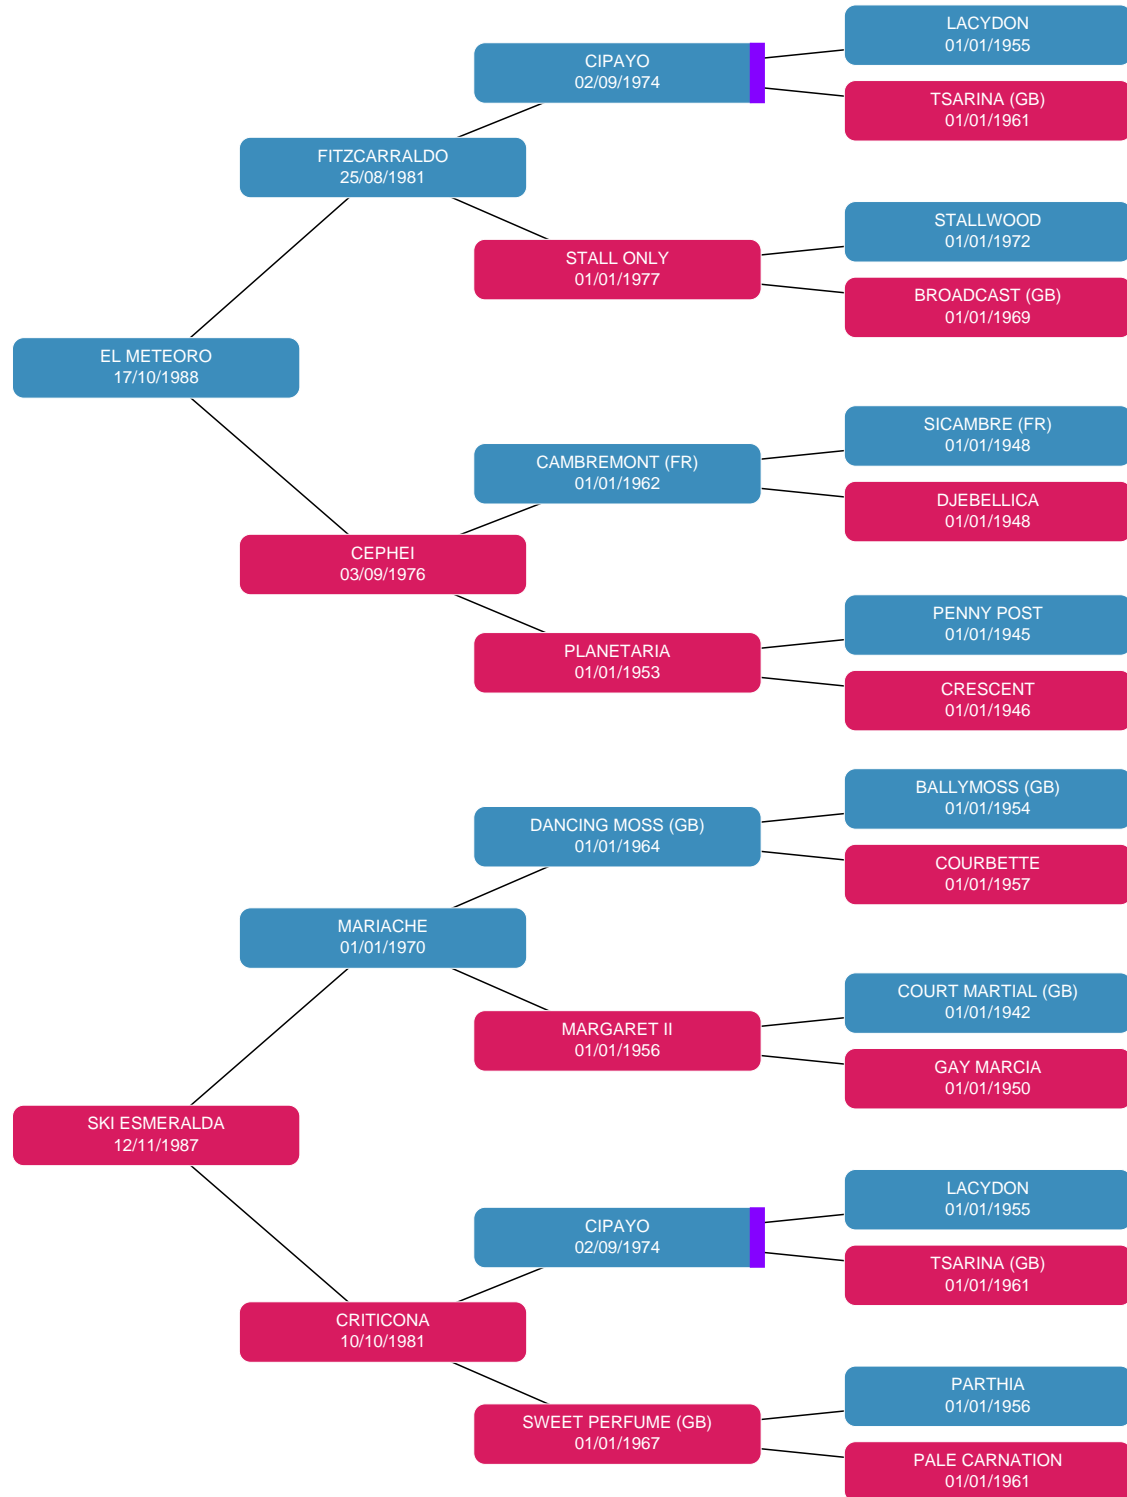 LACYDON
01/01/1955
CIPAYO
02/09/1974
TSARINA (GB)
01/01/1961
FITZCARRALDO
25/08/1981
STALLWOOD
01/01/1972
STALL ONLY
01/01/1977
BROADCAST (GB)
01/01/1969
EL METEORO
17/10/1988
SICAMBRE (FR)
01/01/1948
CAMBREMONT (FR)
01/01/1962
DJEBELLICA
01/01/1948
CEPHEI
03/09/1976
PENNY POST
01/01/1945
PLANETARIA
01/01/1953
CRESCENT
01/01/1946
BALLYMOSS (GB)
01/01/1954
DANCING MOSS (GB)
01/01/1964
COURBETTE
01/01/1957
MARIACHE
01/01/1970
COURT MARTIAL (GB)
01/01/1942
MARGARET II
01/01/1956
GAY MARCIA
01/01/1950
SKI ESMERALDA
12/11/1987
LACYDON
01/01/1955
CIPAYO
02/09/1974
TSARINA (GB)
01/01/1961
CRITICONA
10/10/1981
PARTHIA
01/01/1956
SWEET PERFUME (GB)
01/01/1967
PALE CARNATION
01/01/1961